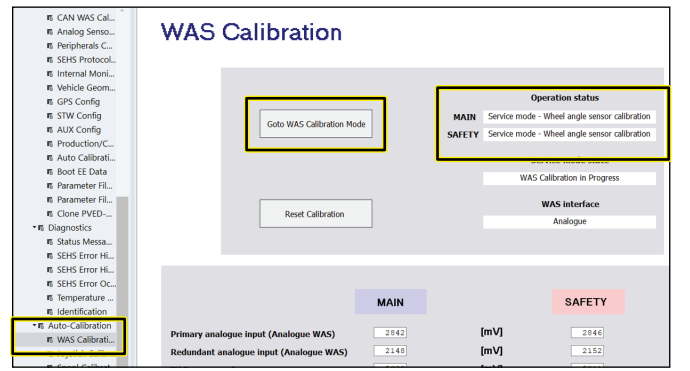 CAN WAS Cal...
Analog Senso...
Peripherals C...
SEHS Protocol...
Internal Moni...
Vehicle Geom...
GPS Config
STW Config
AUX Config
Production/C...
Auto Calibrati...
Boot EE Data
Parameter Fil...
Parameter Fil...
Clone PVED-...
Diagnostics
Status Messa...
SEHS Error Hi...
SEHS Error Hi...
SEHS Error Oc...
Temperature ...
Identification
Auto-Calibration
WAS Calibrati...
WAS Calibration
Goto WAS Calibration Mode
Operation status
MAIN Service mode - Wheel angle sensor calibration
SAFETY Service mode - Wheel angle sensor calibration
WAS Calibration in Progress
Reset Calibration
WAS interface
Analogue
MAIN SAFETY
Primary analogue input (Analogue WAS) 2842 [mV] 2846
Redundant analogue input (Analogue WAS) 2148 [mV] 2152